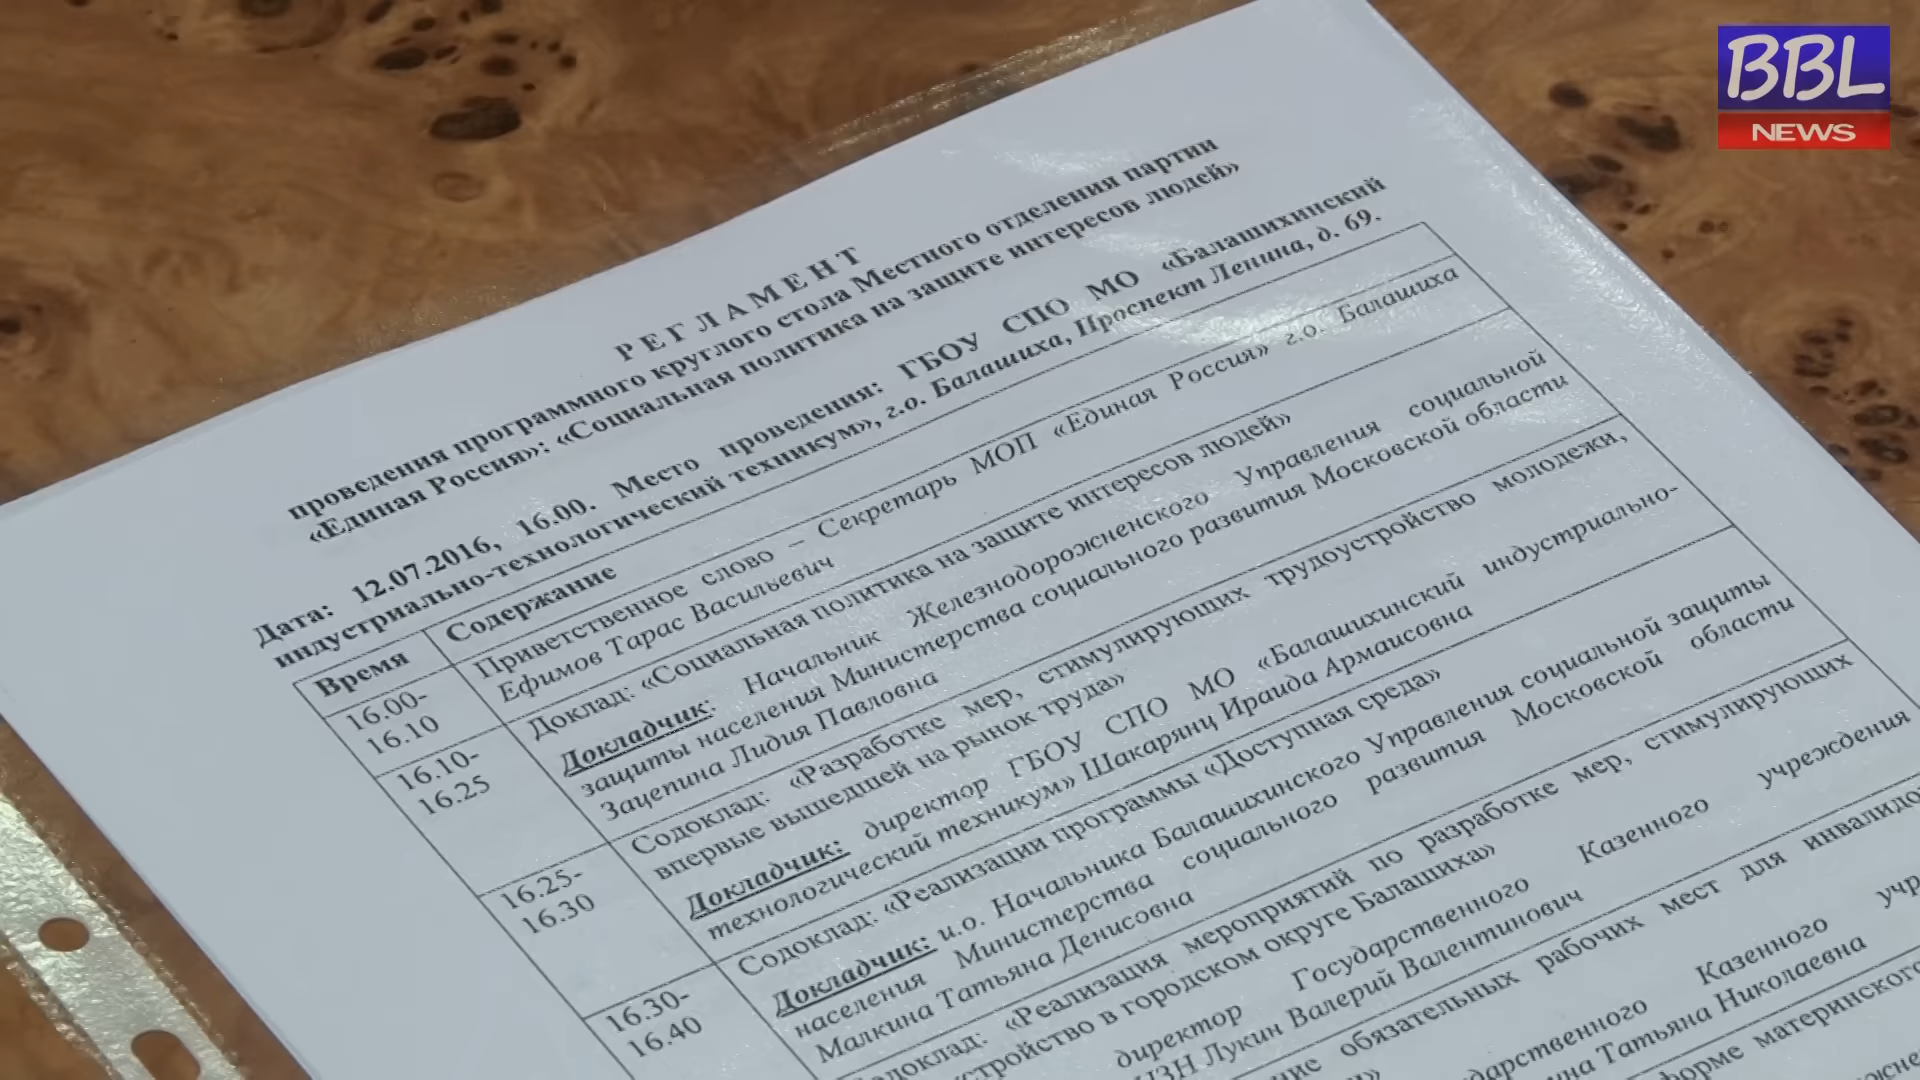 BBL
NEWS
РЕГЛАМЕНТ
проведения программного круглого стола Местного отделения партии
«Единая Россия»: «Социальная политика на защите интересов людей»
Дата: 12.07.2016, 16.00. Место проведения: ГБОУ СПО МО «Балашихинский
индустриально-технологический техникум», г.о. Балашиха, Проспект Ленина, д. 69.
Время Содержание
16.00-
16.10
Приветственное слово – Секретарь МОП «Единая Россия» г.о. Балашиха
Ефимов Тарас Васильевич
16.10-
16.25
Доклад: «Социальная политика на защите интересов людей»
Докладчик: Начальник Железнодорожненского Управления социальной
защиты населения Министерства социального развития Московской области
Зацепина Лидия Павловна
16.25-
16.30
Содоклад: «Разработке мер, стимулирующих трудоустройство молодежи,
впервые вышедшей на рынок труда»
Докладчик: директор ГБОУ СПО МО «Балашихинский индустриально-
технологический техникум» Шакарянц Ираида Армаисовна
16.30-
16.40
Содоклад: «Реализации программы «Доступная среда»
Докладчик: и.о. Начальника Балашихинского Управления социальной защиты
населения Министерства социального развития Московской области
Малкина Татьяна Денисовна
«Реализация мероприятий по разработке мер, стимулирующих
в городском округе Балашиха»
директор Государственного Казенного учреждения
Лукин Валерий Валентинович
обязательных рабочих мест для
Казенного
Татьяна Николаевна
материнского